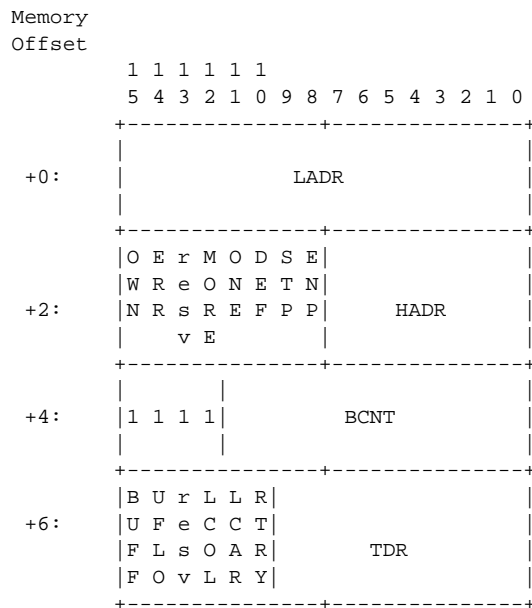 Memory
Offset
1 1 1 1 1 1
5 4 3 2 1 0 9 8 7 6 5 4 3 2 1 0
+---------------+---------------+
|                               |
+0: |             LADR              |
|                               |
+---------------+---------------+
|O E r M O D S E|               |
|W R e O N E T N|               |
+2: |N R s R E F P P|     HADR      |
|    v E        |               |
+---------------+---------------+
|       |                       |
+4: |1 1 1 1|         BCNT          |
|       |                       |
+---------------+---------------+
|B U r L L R|                   |
+6: |U F e C C T|                   |
|F L s O A R|       TDR         |
|F O v L R Y|                   |
+---------------+---------------+